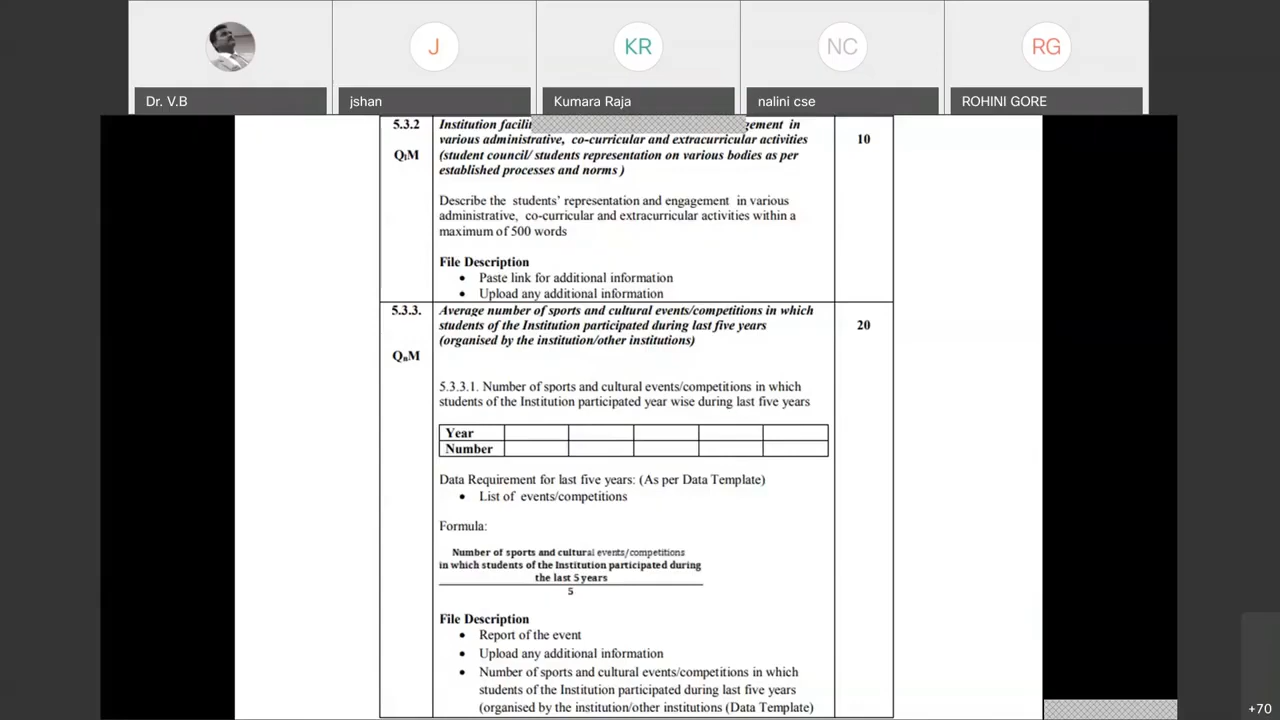 J
KR
NC
RG
Dr. V.B
jshan
Kumara Raja
nalini cse
ROHINI GORE
5.3.2
Institution in
various administrative, co-curricular and extracurricular activities
10
QlM
(student council/ students representation on various bodies as per
established processes and norms )
Describe the students' representation and engagement in various
administrative, co-curricular and extracurricular activities within a
maximum of 500 words
File Description
• Paste link for additional information
• Upload any additional information
5.3.3.
Average number of sports and cultural events/competitions in which
students of the Institution participated during last five years
20
(organised by the institution/other institutions)
QnM
5.3.3.1. Number of sports and cultural events/competitions in which
students of the Institution participated year wise during last five years
Year
Number
Data Requirement for last five years: (As per Data Template)
• List of events/competitions
Formula:
Number of sports and cultural events/competitions
in which students of the Institution participated during
the last 5 years
5
File Description
• Report of the event
• Upload any additional information
• Number of sports and cultural events/competitions in which
students of the Institution participated during last five years
(organised by the institution/other institutions (Data Template)
+70